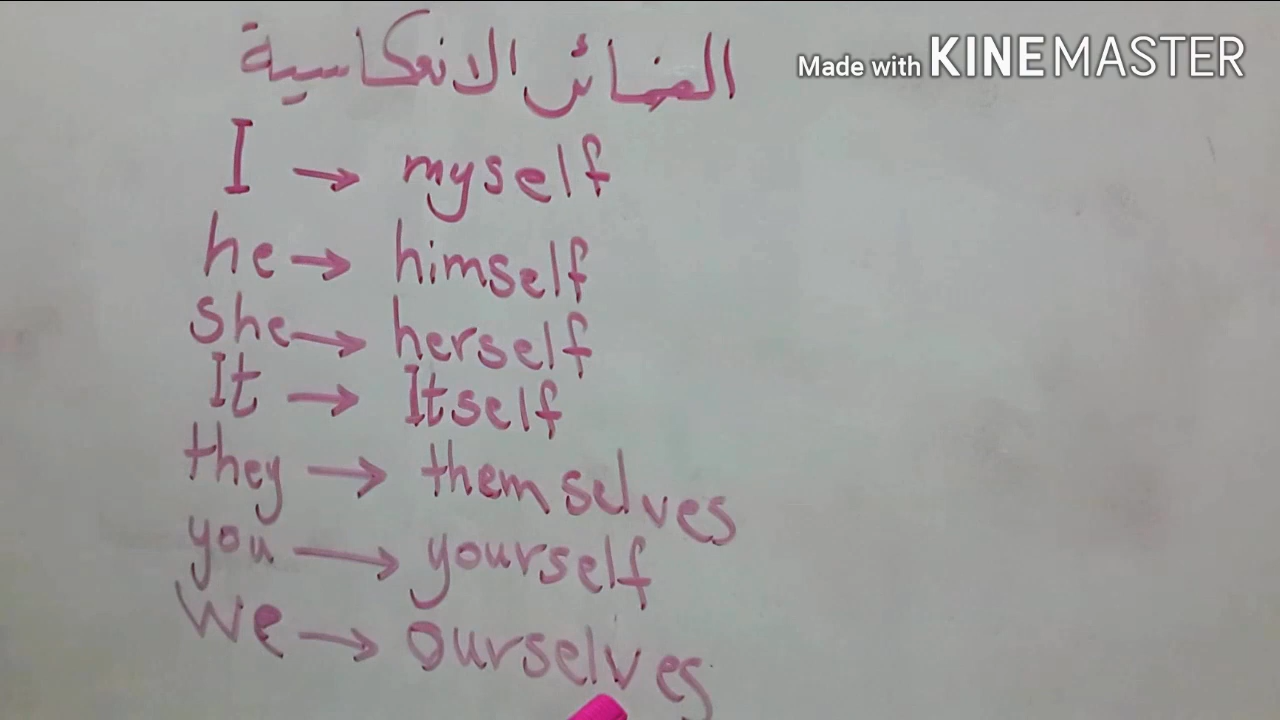 الضمائر الانعكاسية
Made with KINEMASTER
I → myself
he → himself
she → herself
It → Itself
they → themselves
you → yourself
we → ourselves